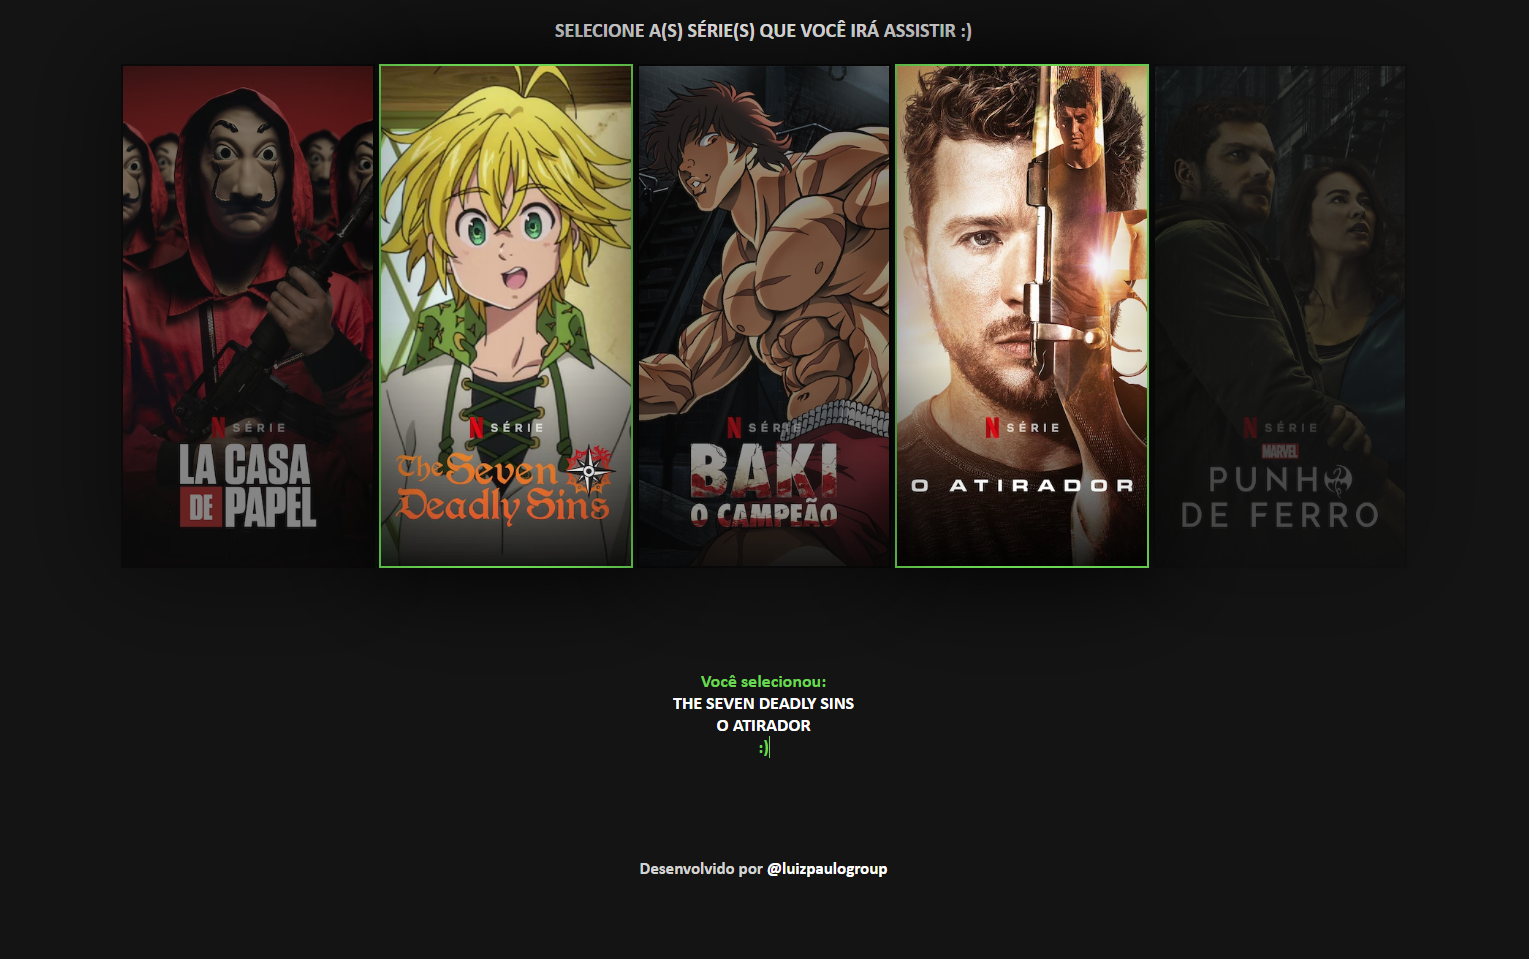 SELECIONE A(S) SÉRIE(S) QUE VOCÊ IRÁ ASSISTIR :)
N SÉRIE
LA CASA
DE PAPEL
N SÉRIE
The Seven
Deadly Sins
N SÉRIE
BAKI
O CAMPEÃO
N SÉRIE
O ATIRADOR
N SÉRIE
MARVEL
PUNHO
DE FERRO
Você selecionou:
THE SEVEN DEADLY SINS
O ATIRADOR
:)
Desenvolvido por @luizpaulogroup